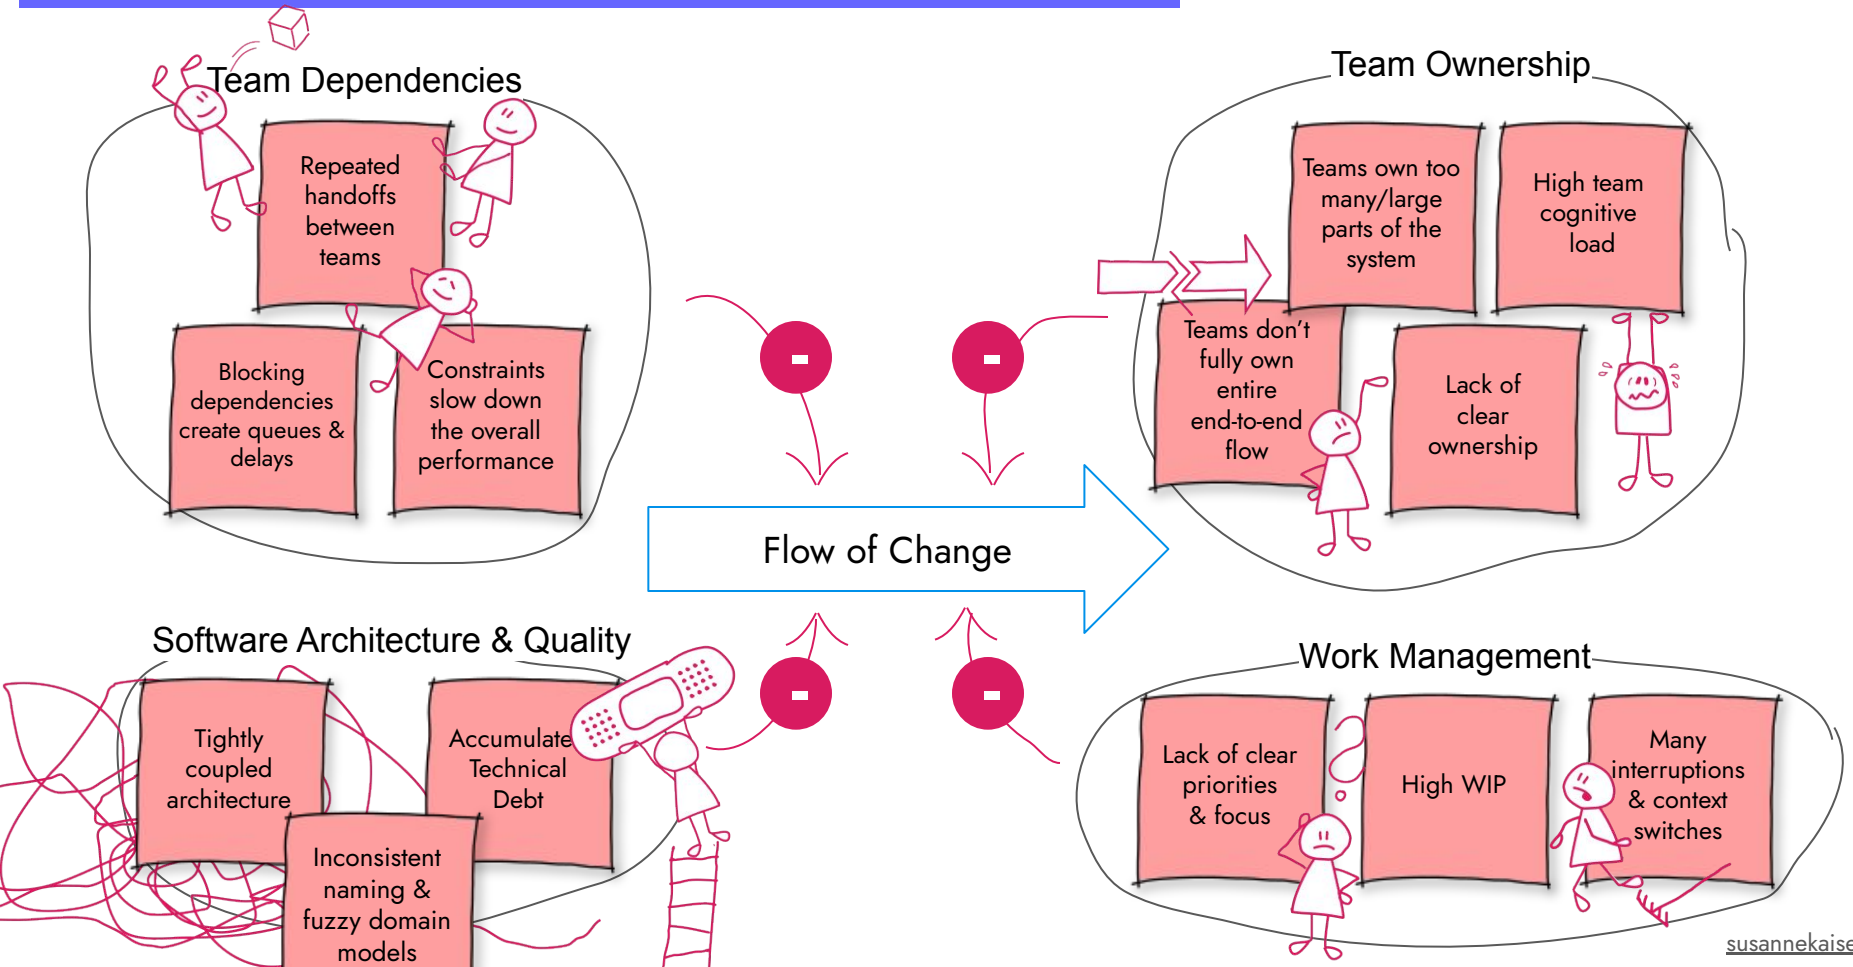 Team Dependencies
Repeated
handoffs
between
teams
Blocking
dependencies
create queues &
delays
Constraints
slow down
the overall
performance
Team Ownership
Teams own too
many/large
parts of the
system
High team
cognitive
load
Teams don't
fully own
entire
end-to-end
flow
Lack of
clear
ownership
-
-
Flow of Change
-
-
Software Architecture & Quality
Tightly
coupled
architecture
Accumulate
Technical
Debt
Inconsistent
naming &
fuzzy domain
models
Work Management
Lack of clear
priorities
& focus
High WIP
Many
interruptions
& context
switches
susannekaise